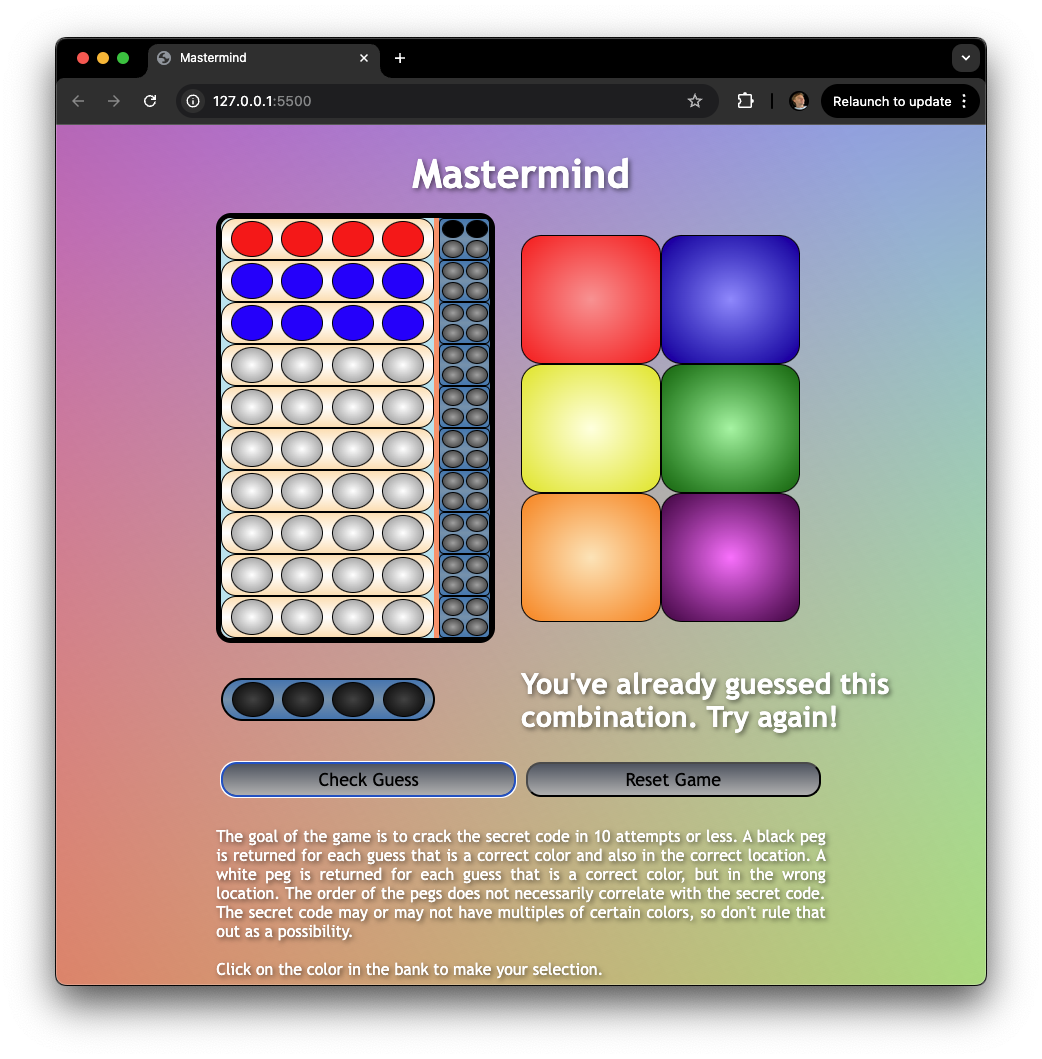 Mastermind
127.0.0.1:5500
Relaunch to update
Mastermind
You've already guessed this
combination. Try again!
Check Guess
Reset Game
The goal of the game is to crack the secret code in 10 attempts or less. A black peg
is returned for each guess that is a correct color and also in the correct location. A
white peg is returned for each guess that is a correct color, but in the wrong
location. The order of the pegs does not necessarily correlate with the secret code.
The secret code may or may not have multiples of certain colors, so don't rule that
out as a possibility.
Click on the color in the bank to make your selection.